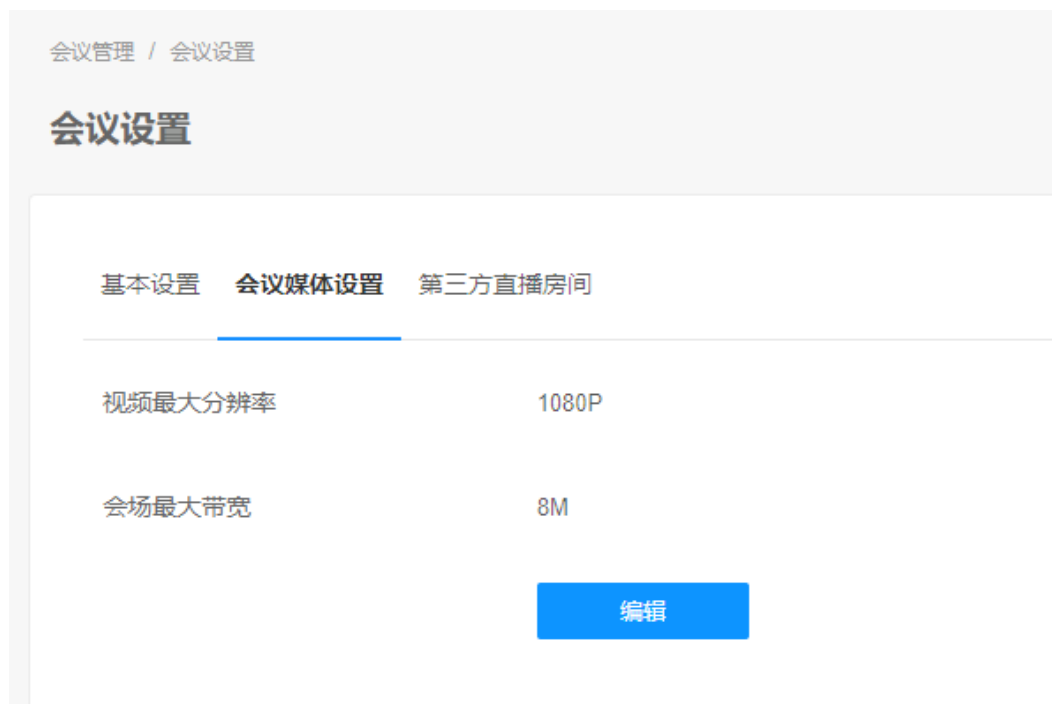 会议管理 / 会议设置
会议设置
基本设置 会议媒体设置 第三方直播房间
视频最大分辨率 1080P
会场最大带宽 8M
编辑